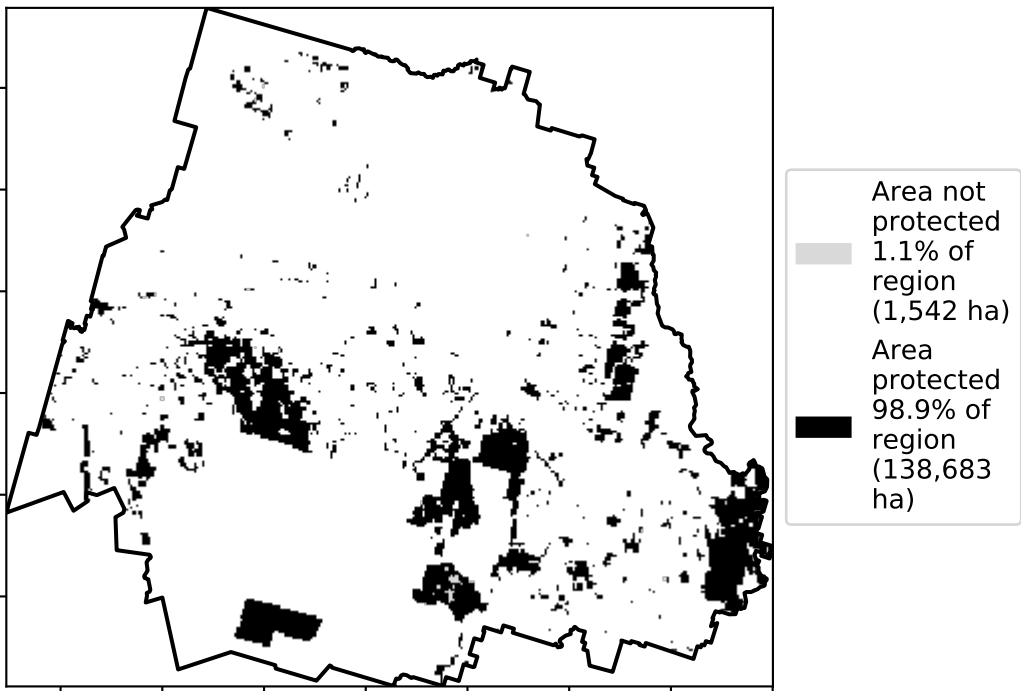 Area not
protected
1.1% of
region
(1,542 ha)
Area
protected
98.9% of
region
(138,683
ha)